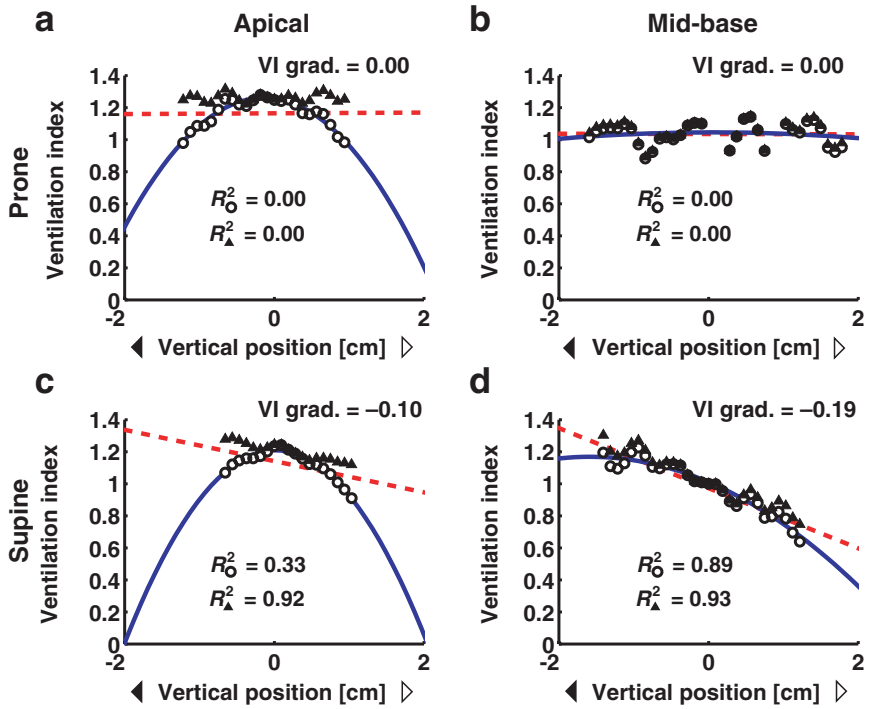 a Apical
VI grad. = 0.00
Prone
Ventilation index
1.4
1.2
1
0.8
0.6
0.4
0.2
0
R²○ = 0.00
R²▲ = 0.00
-2 0 2
◀ Vertical position [cm] ▷
b Mid-base
VI grad. = 0.00
Ventilation index
1.4
1.2
1
0.8
0.6
0.4
0.2
0
R²○ = 0.00
R²▲ = 0.00
-2 0 2
◀ Vertical position [cm] ▷
c
VI grad. = –0.10
Supine
Ventilation index
1.4
1.2
1
0.8
0.6
0.4
0.2
0
R²○ = 0.33
R²▲ = 0.92
-2 0 2
◀ Vertical position [cm] ▷
d
VI grad. = –0.19
Ventilation index
1.4
1.2
1
0.8
0.6
0.4
0.2
0
R²○ = 0.89
R²▲ = 0.93
-2 0 2
◀ Vertical position [cm] ▷